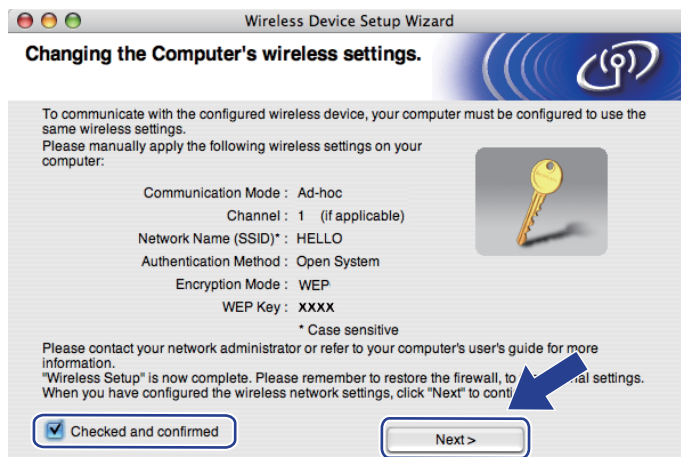 Wireless Device Setup Wizard
Changing the Computer's wireless settings.
To communicate with the configured wireless device, your computer must be configured to use the
same wireless settings.
Please manually apply the following wireless settings on your
computer:
Communication Mode : Ad-hoc
Channel : 1 (if applicable)
Network Name (SSID)* : HELLO
Authentication Method : Open System
Encryption Mode : WEP
WEP Key : XXXX
* Case sensitive
Please contact your network administrator or refer to your computer's user's guide for more
information.
"Wireless Setup" is now complete. Please remember to restore the firewall, to settings.
When you have configured the wireless network settings, click "Next" to
Checked and confirmed
Next >